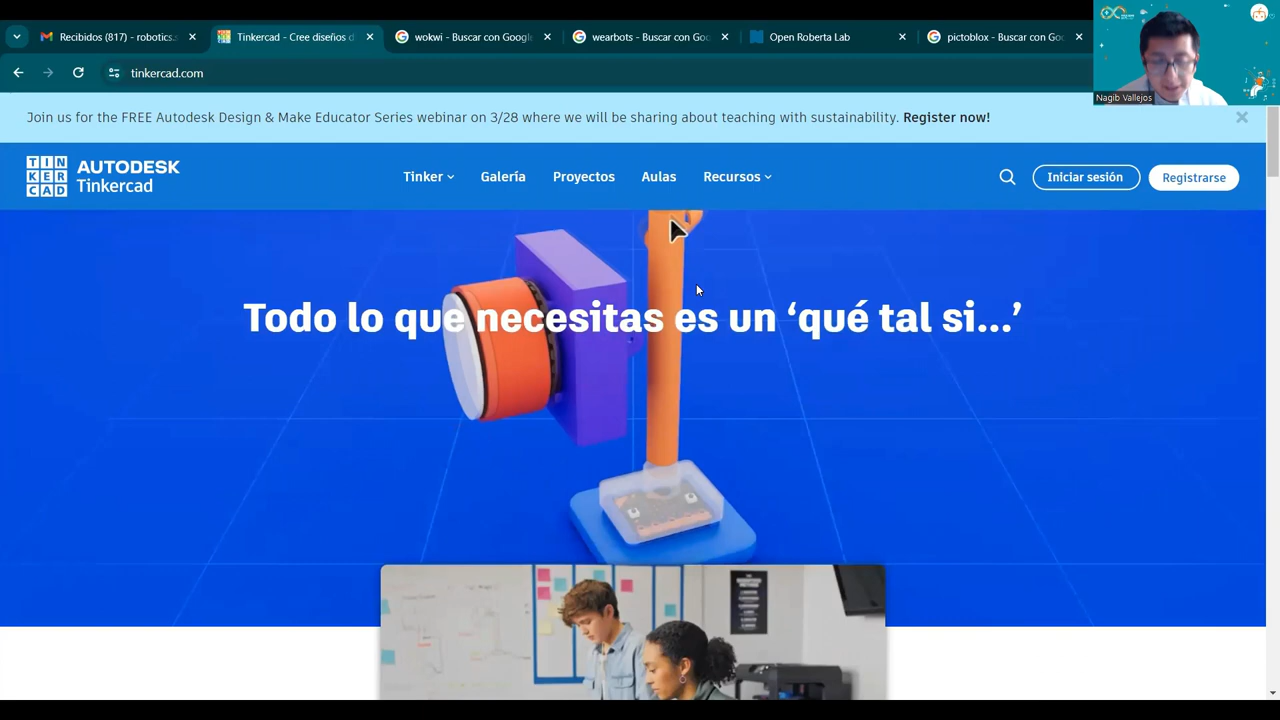 Recibidos (817) - robotics.
Tinkercad - Cree diseños d
wokwi - Buscar con Google
wearbots - Buscar con Goo
Open Roberta Lab
pictoblox - Buscar con Goo
tinkercad.com
Nagib Vallejos
Join us for the FREE Autodesk Design & Make Educator Series webinar on 3/28 where we will be sharing about teaching with sustainability. Register now!
TIN
KER
CAD
AUTODESK
Tinkercad
Tinker
Galería
Proyectos
Aulas
Recursos
Iniciar sesión
Registrarse
Todo lo que necesitas es un ‘qué tal si...’